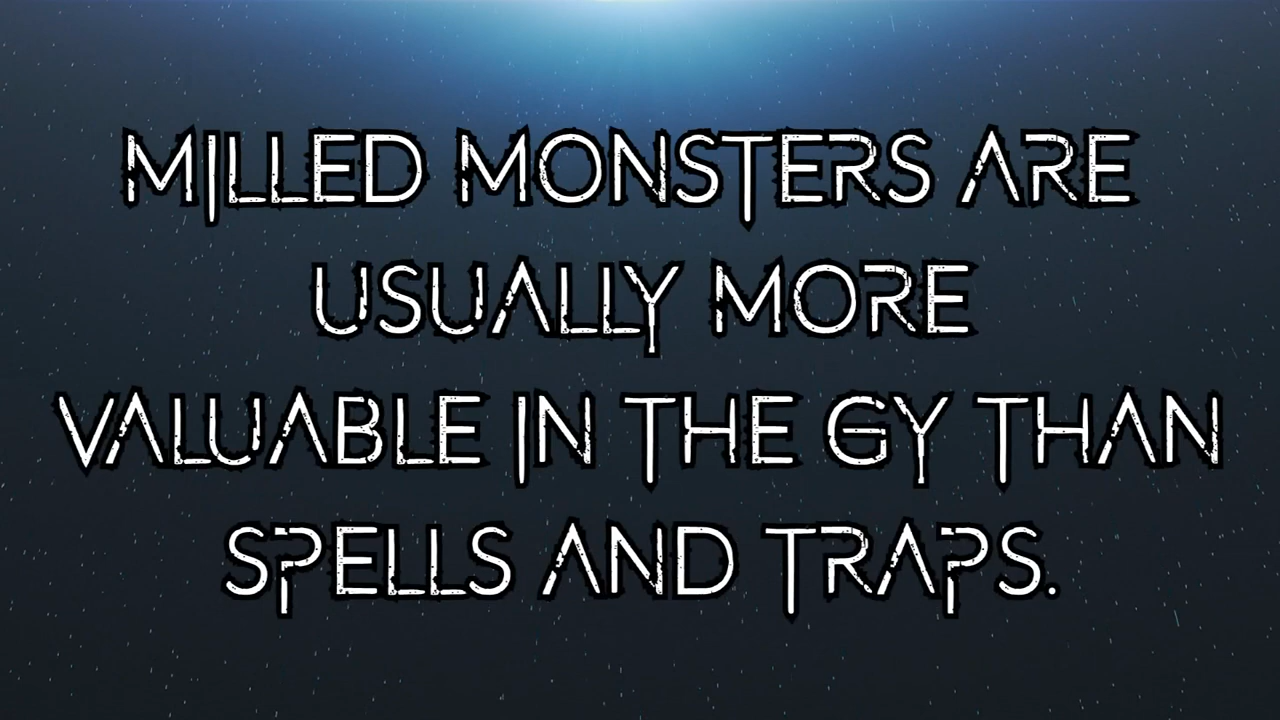 MILLED MONSTERS ARE
USUALLY MORE
VALUABLE IN THE GY THAN
SPELLS AND TRAPS.